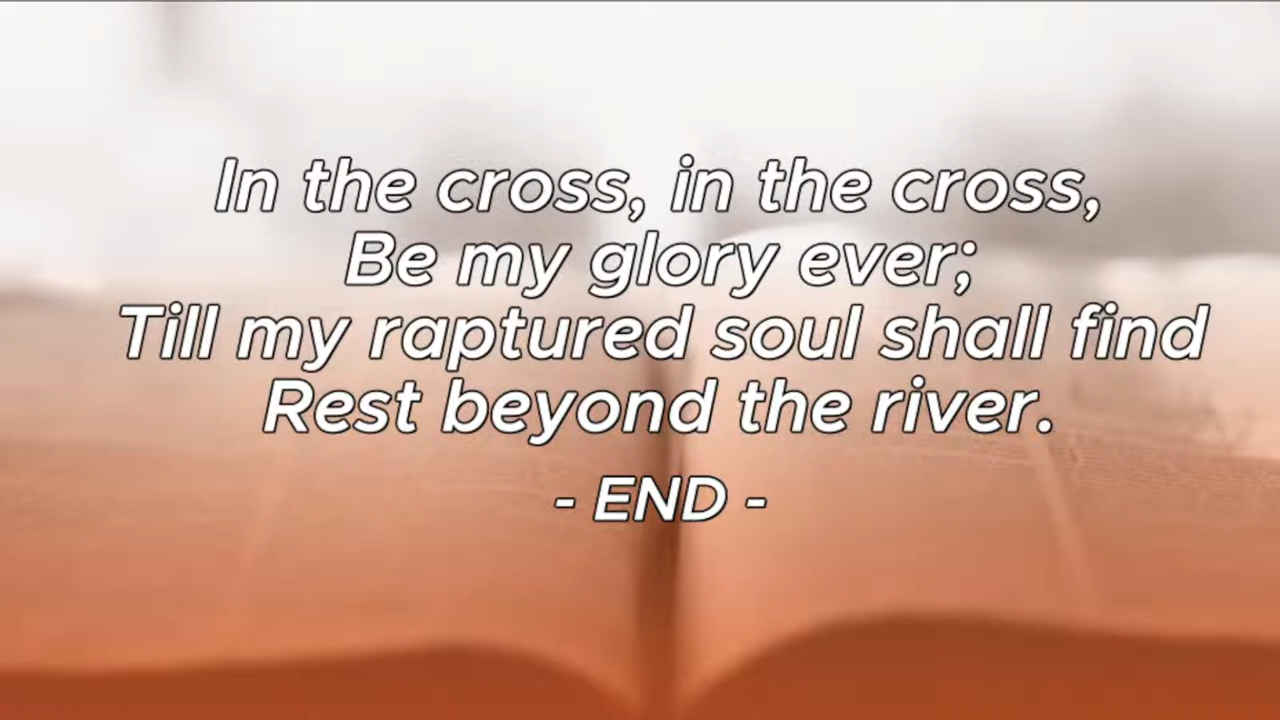 In the cross, in the cross,
Be my glory ever;
Till my raptured soul shall find
Rest beyond the river.
- END -